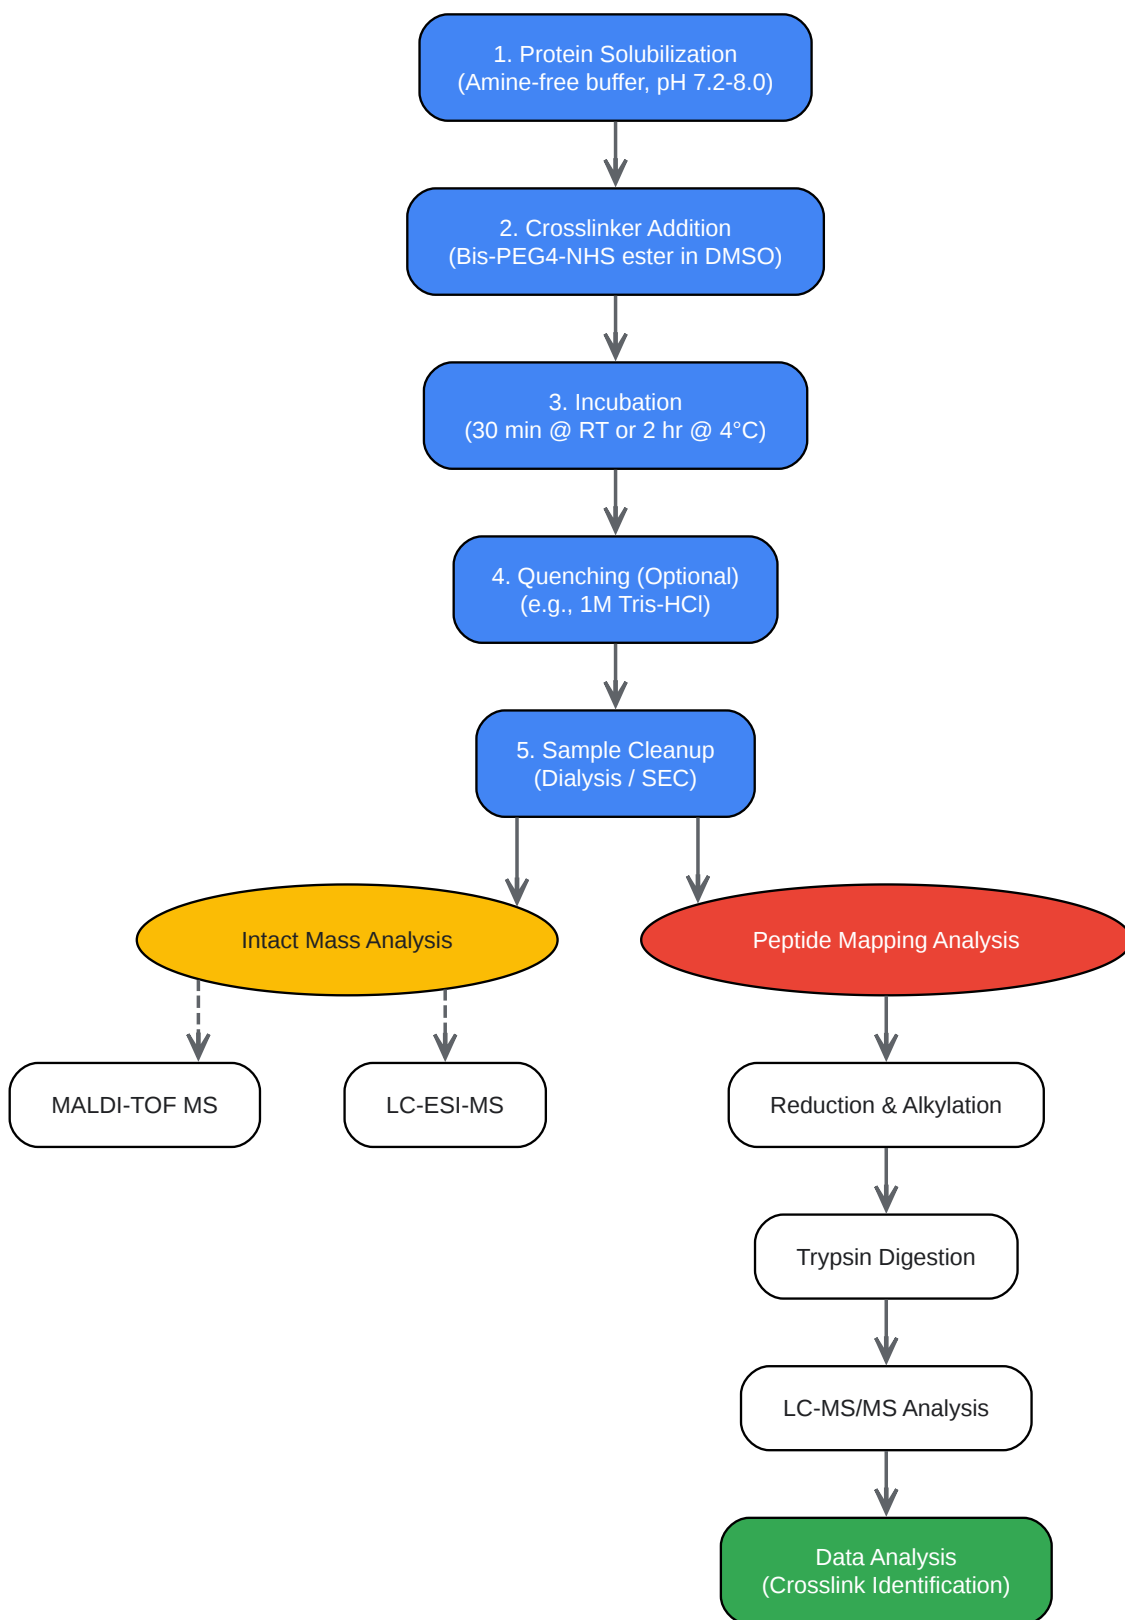 1. Protein Solubilization
(Amine-free buffer, pH 7.2-8.0)
2. Crosslinker Addition
(Bis-PEG4-NHS ester in DMSO)
3. Incubation
(30 min @ RT or 2 hr @ 4°C)
4. Quenching (Optional)
(e.g., 1M Tris-HCl)
5. Sample Cleanup
(Dialysis / SEC)
Intact Mass Analysis
Peptide Mapping Analysis
MALDI-TOF MS
LC-ESI-MS
Reduction & Alkylation
Trypsin Digestion
LC-MS/MS Analysis
Data Analysis
(Crosslink Identification)